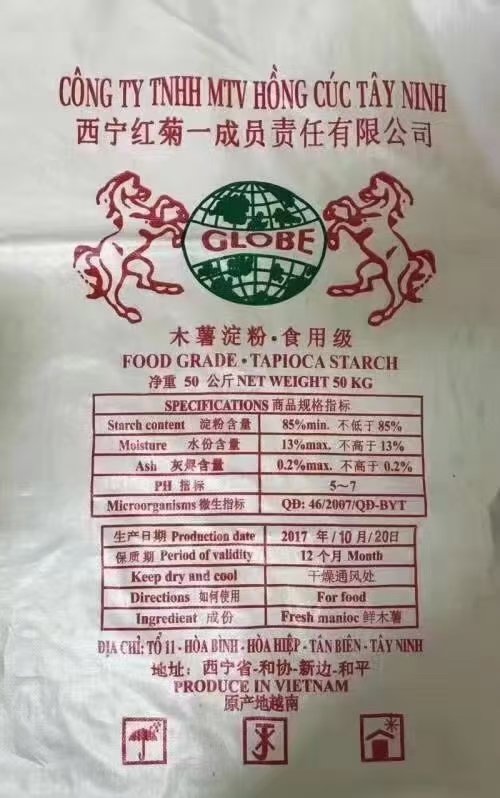 CÔNG TY TNHH MTV HỒNG CÚC TÂY NINH
西宁红菊一成员责任有限公司
GLOBE
木薯淀粉·食用级
FOOD GRADE · TAPIOCA STARCH
净重 50 公斤 NET WEIGHT 50 KG
SPECIFICATIONS 商品规格指标
Starch content 淀粉含量 85%min. 不低于 85%
Moisture 水份含量 13%max. 不高于 13%
Ash 灰烬含量 0.2%max. 不高于 0.2%
PH 指标 5～7
Microorganisms 微生指标 QĐ: 46/2007/QĐ-BYT
生产日期 Production date 2017 年/10月/20日
保质期 Period of validity 12 个月 Month
Keep dry and cool 干燥通风处
Directions 如何使用 For food
Ingredient 成份 Fresh manioc 鲜木薯
ĐỊA CHỈ: TỔ 11 - HÒA BÌNH - HÒA HIỆP - TÂN BIÊN - TÂY NINH
地址: 西宁省-和协-新边-和平
PRODUCE IN VIETNAM
原产地越南